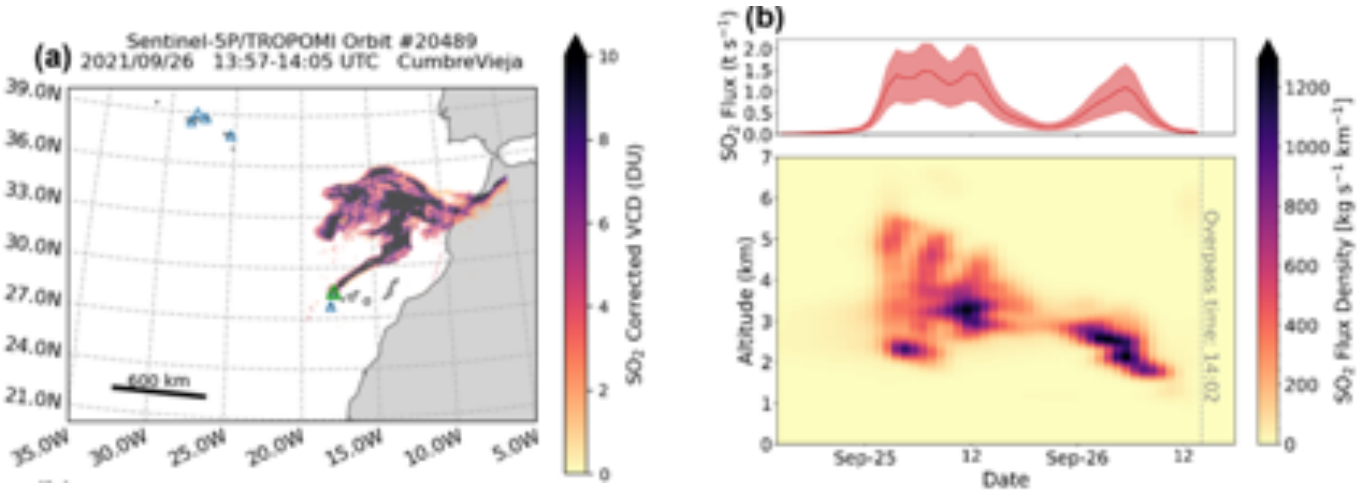 (a)
Sentinel-5P/TROPOMI Orbit #20489
2021/09/26 13:57-14:05 UTC CumbreVieja
39.0N
36.0N
33.0N
30.0N
27.0N
24.0N
21.0N
600 km
35.0W 30.0W 25.0W 20.0W 15.0W 10.0W 5.0W
10
8
6
4
2
0
SO₂ Corrected VCD (DU)
(b)
SO₂ Flux (t s⁻¹)
2.0
1.5
1.0
0.5
0.0
Altitude (km)
7
6
5
4
3
2
1
0
Overpass time: 14:02
Sep-25 12 Sep-26 12
Date
1200
1000
800
600
400
200
0
SO₂ Flux Density [kg s⁻¹ km⁻¹]